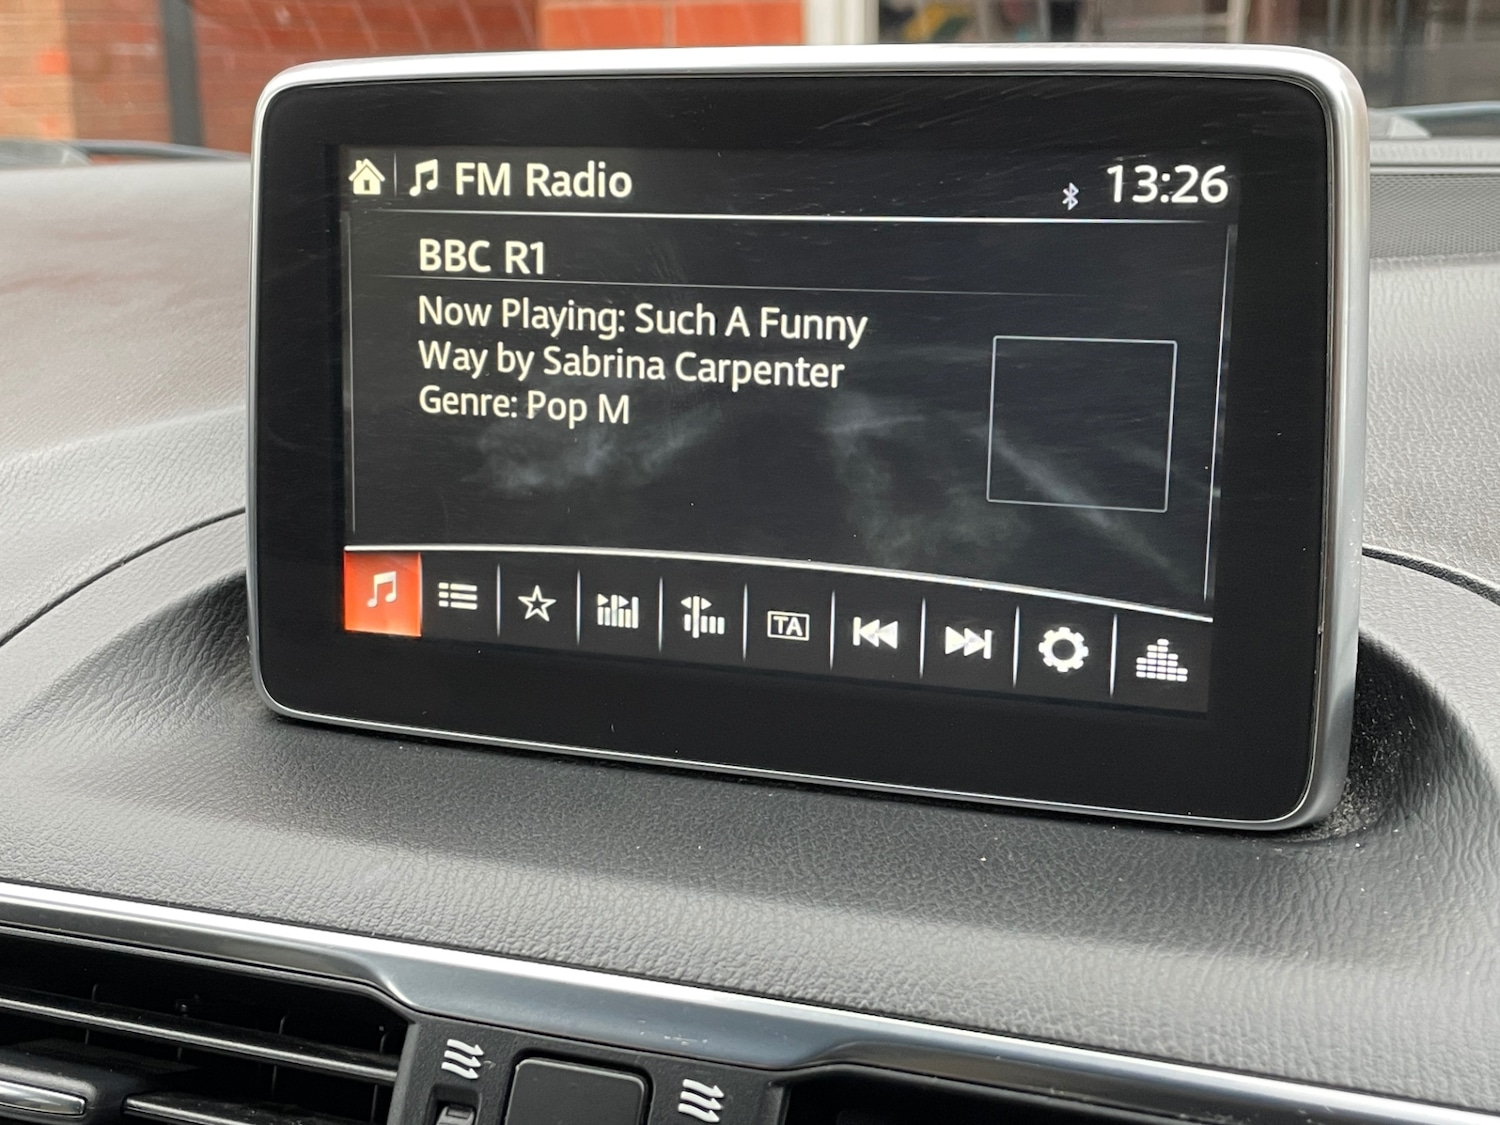 FM Radio
13:26
BBC R1
Now Playing: Such A Funny
Way by Sabrina Carpenter
Genre: Pop M
TA